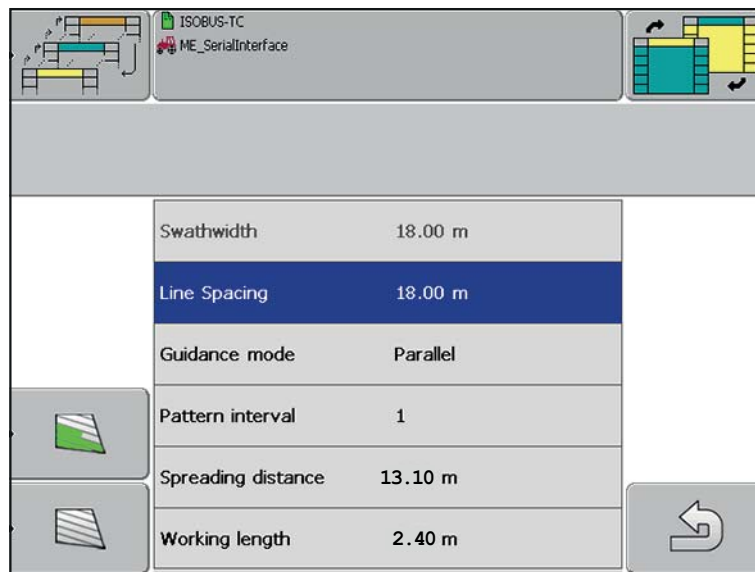 ISOBUS-TC
ME_SerialInterface
Swathwidth 18.00 m
Line Spacing 18.00 m
Guidance mode Parallel
Pattern interval 1
Spreading distance 13.10 m
Working length 2.40 m